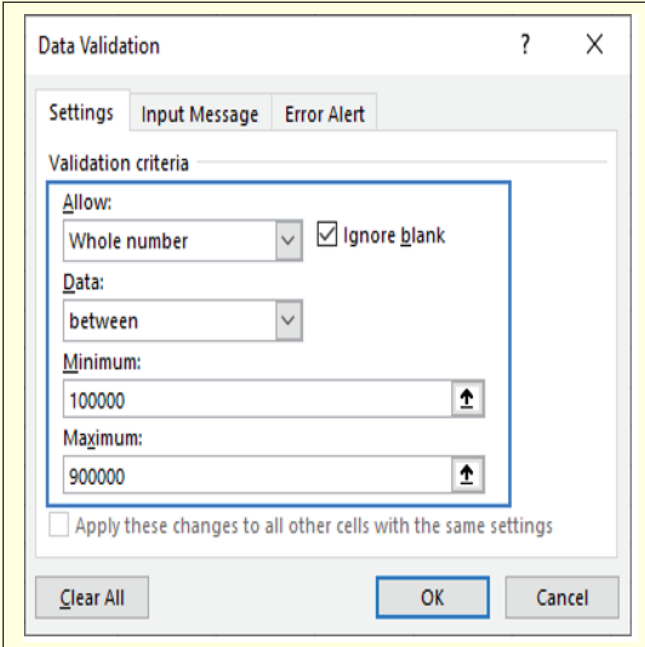 Data Validation ? X
Settings Input Message Error Alert
Validation criteria
Allow:
Whole number Ignore blank
Data:
between
Minimum:
100000
Maximum:
900000
Apply these changes to all other cells with the same settings
Clear All OK Cancel